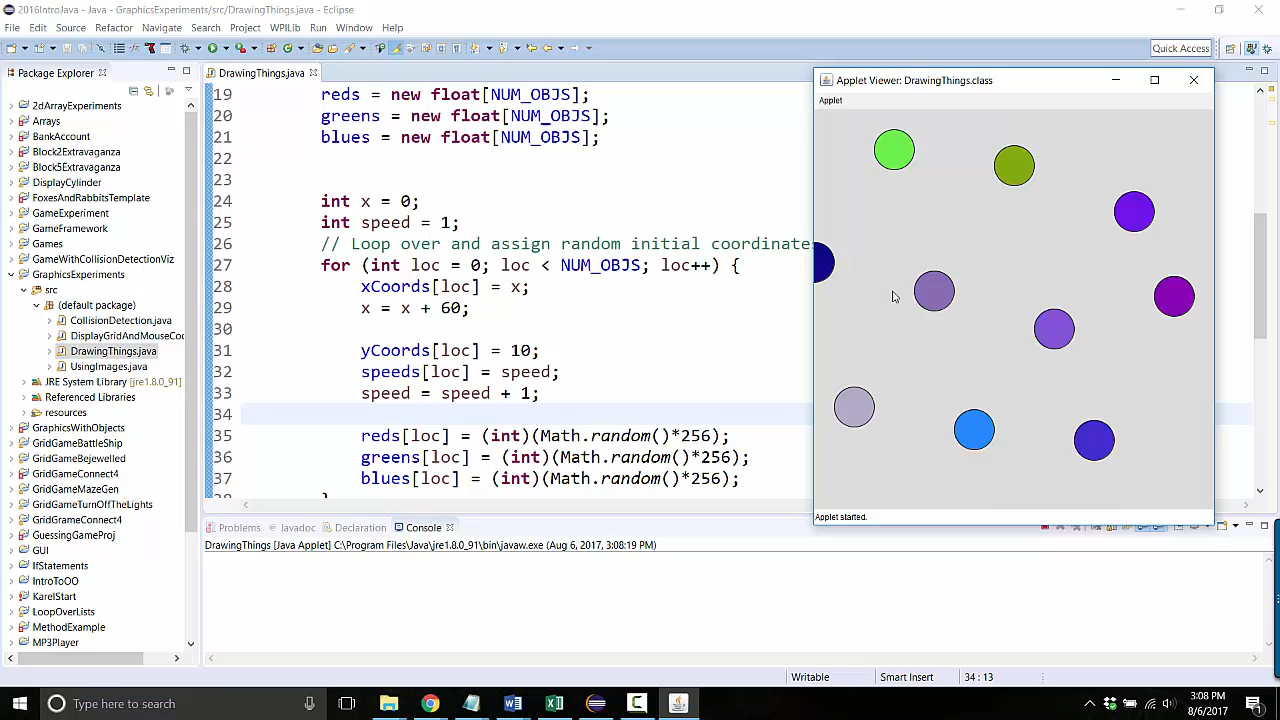 2016IntroJava - GraphicsExperiments/src/DrawingThings.java - Eclipse
File Edit Source Refactor Navigate Search Project WPILib Run Window Help
Quick Access
Package Explorer
2dArrayExperiments
Arrays
BankAccount
Block2Extravaganza
Block5Extravaganza
DisplayCylinder
FoxesAndRabbitsTemplate
GameExperiment
GameFramework
Games
GameWithCollisionDetectionViz
GraphicsExperiments
src
(default package)
CollisionDetection.java
DisplayGridAndMouseCo
DrawingThings.java
UsingImages.java
JRE System Library [jre1.8.0_91]
Referenced Libraries
resources
GraphicsWithObjects
GridGameBattleShip
GridGameBejewelled
GridGameConnect4
GridGameMazeGen
GridGameTurnOffTheLights
GridGrameConnect4
GuessingGameProj
GUI
IfStatements
IntroToOO
KarelStart
LoopOverLists
MethodExample
MP3Player
DrawingThings.java
19 reds = new float[NUM_OBJS];
20 greens = new float[NUM_OBJS];
21 blues = new float[NUM_OBJS];
22
23
24 int x = 0;
25 int speed = 1;
26 // Loop over and assign random initial coordinates
27 for (int loc = 0; loc < NUM_OBJS; loc++) {
28 xCoords[loc] = x;
29 x = x + 60;
30
31 yCoords[loc] = 10;
32 speeds[loc] = speed;
33 speed = speed + 1;
34
35 reds[loc] = (int)(Math.random()*256);
36 greens[loc] = (int)(Math.random()*256);
37 blues[loc] = (int)(Math.random()*256);
38 }
Applet Viewer: DrawingThings.class
Applet
Applet started.
Problems Javadoc Declaration Console
DrawingThings [Java Applet] C:\Program Files\Java\jre1.8.0_91\bin\javaw.exe (Aug 6, 2017, 3:08:19 PM)
Writable Smart Insert 34 : 13
Type here to search
3:08 PM
8/6/2017